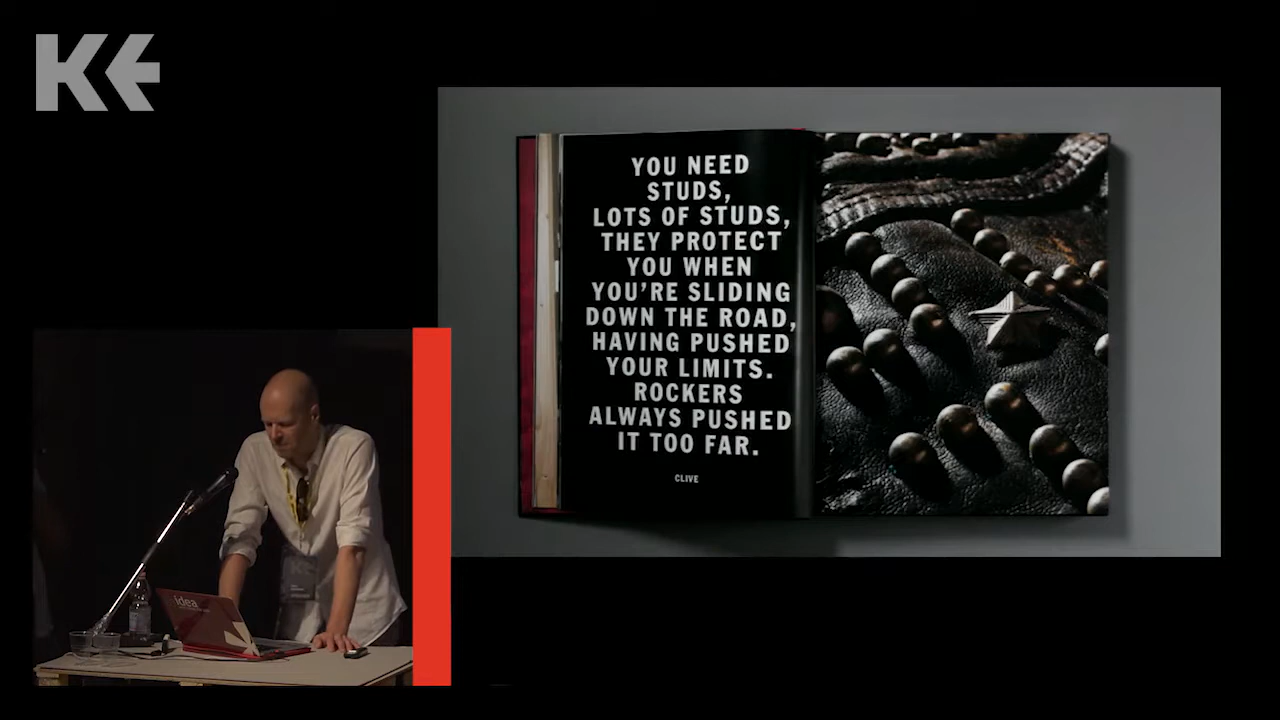 KE
YOU NEED
STUDS,
LOTS OF STUDS,
THEY PROTECT
YOU WHEN
YOU'RE SLIDING
DOWN THE ROAD,
HAVING PUSHED
YOUR LIMITS.
ROCKERS
ALWAYS PUSHED
IT TOO FAR.
CLIVE
idea